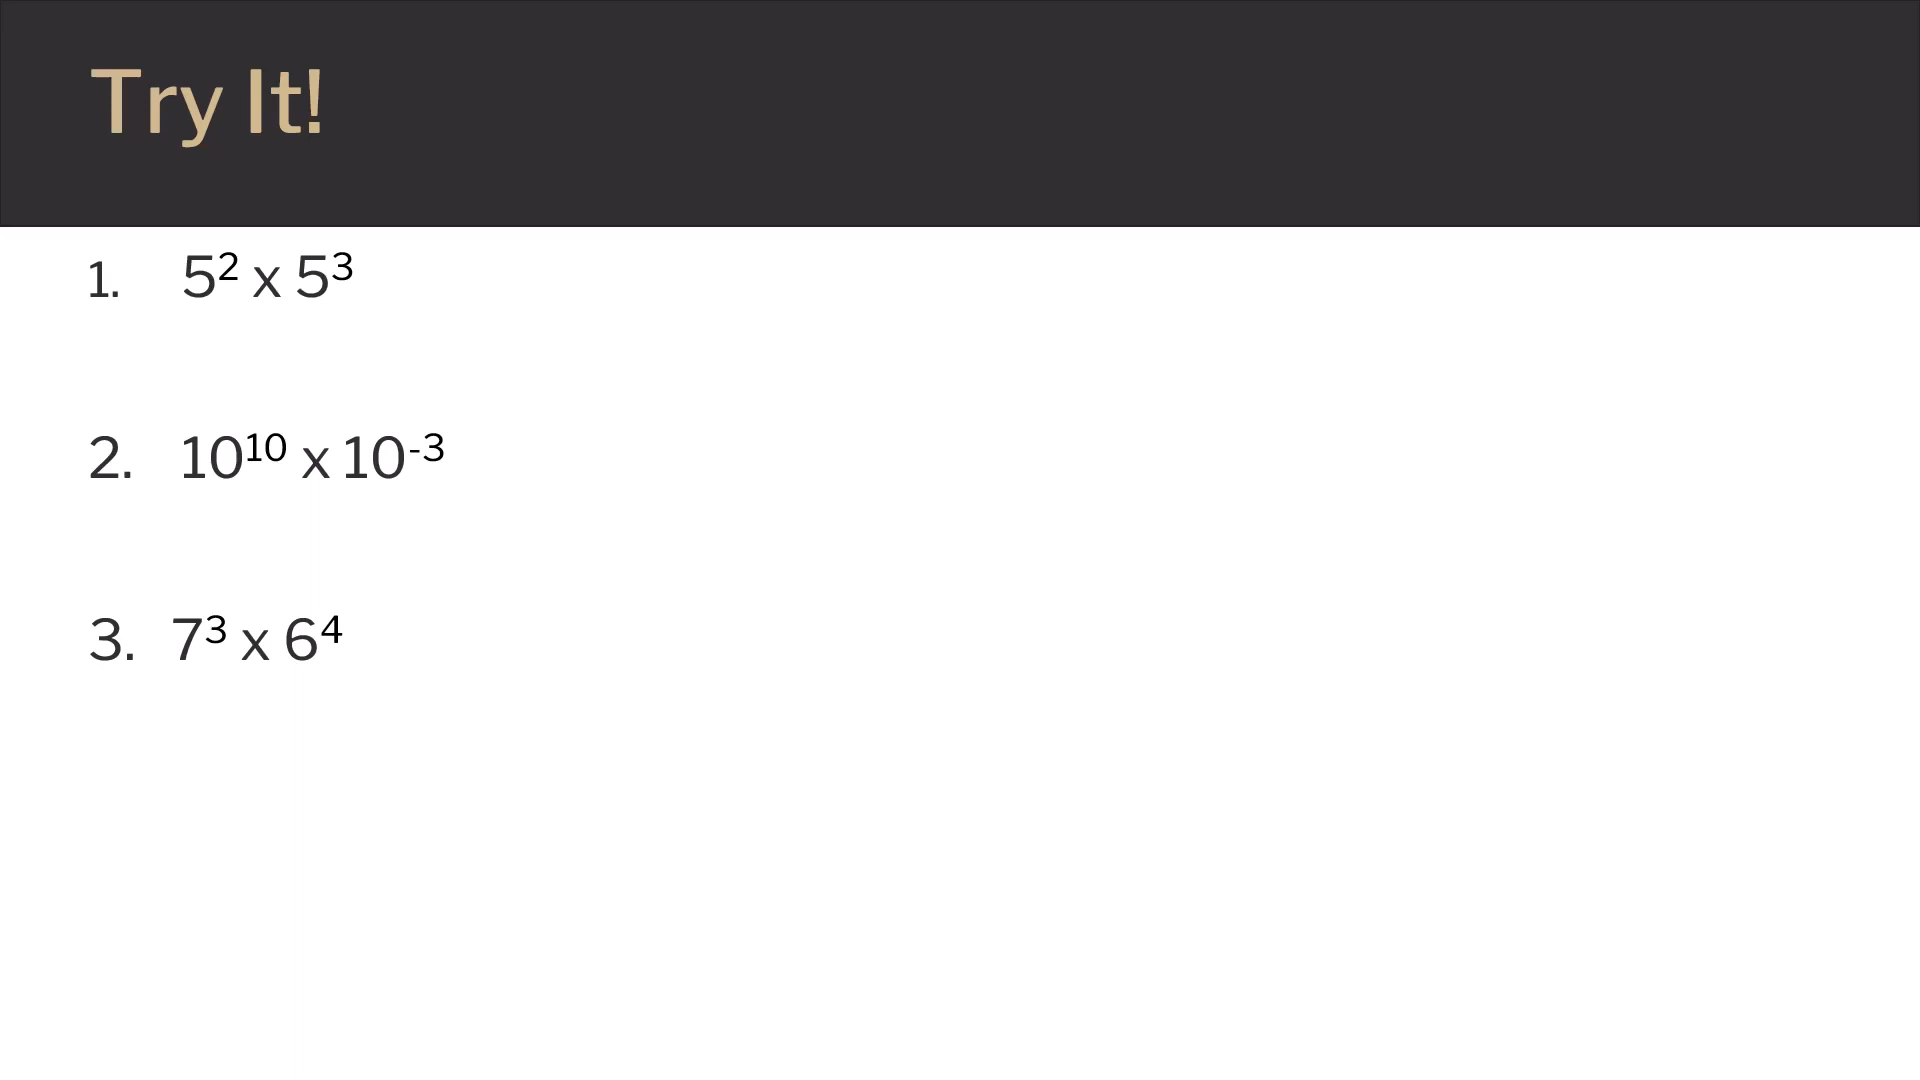 Try It!
1. 5² x 5³
2. 10¹⁰ x 10⁻³
3. 7³ x 6⁴